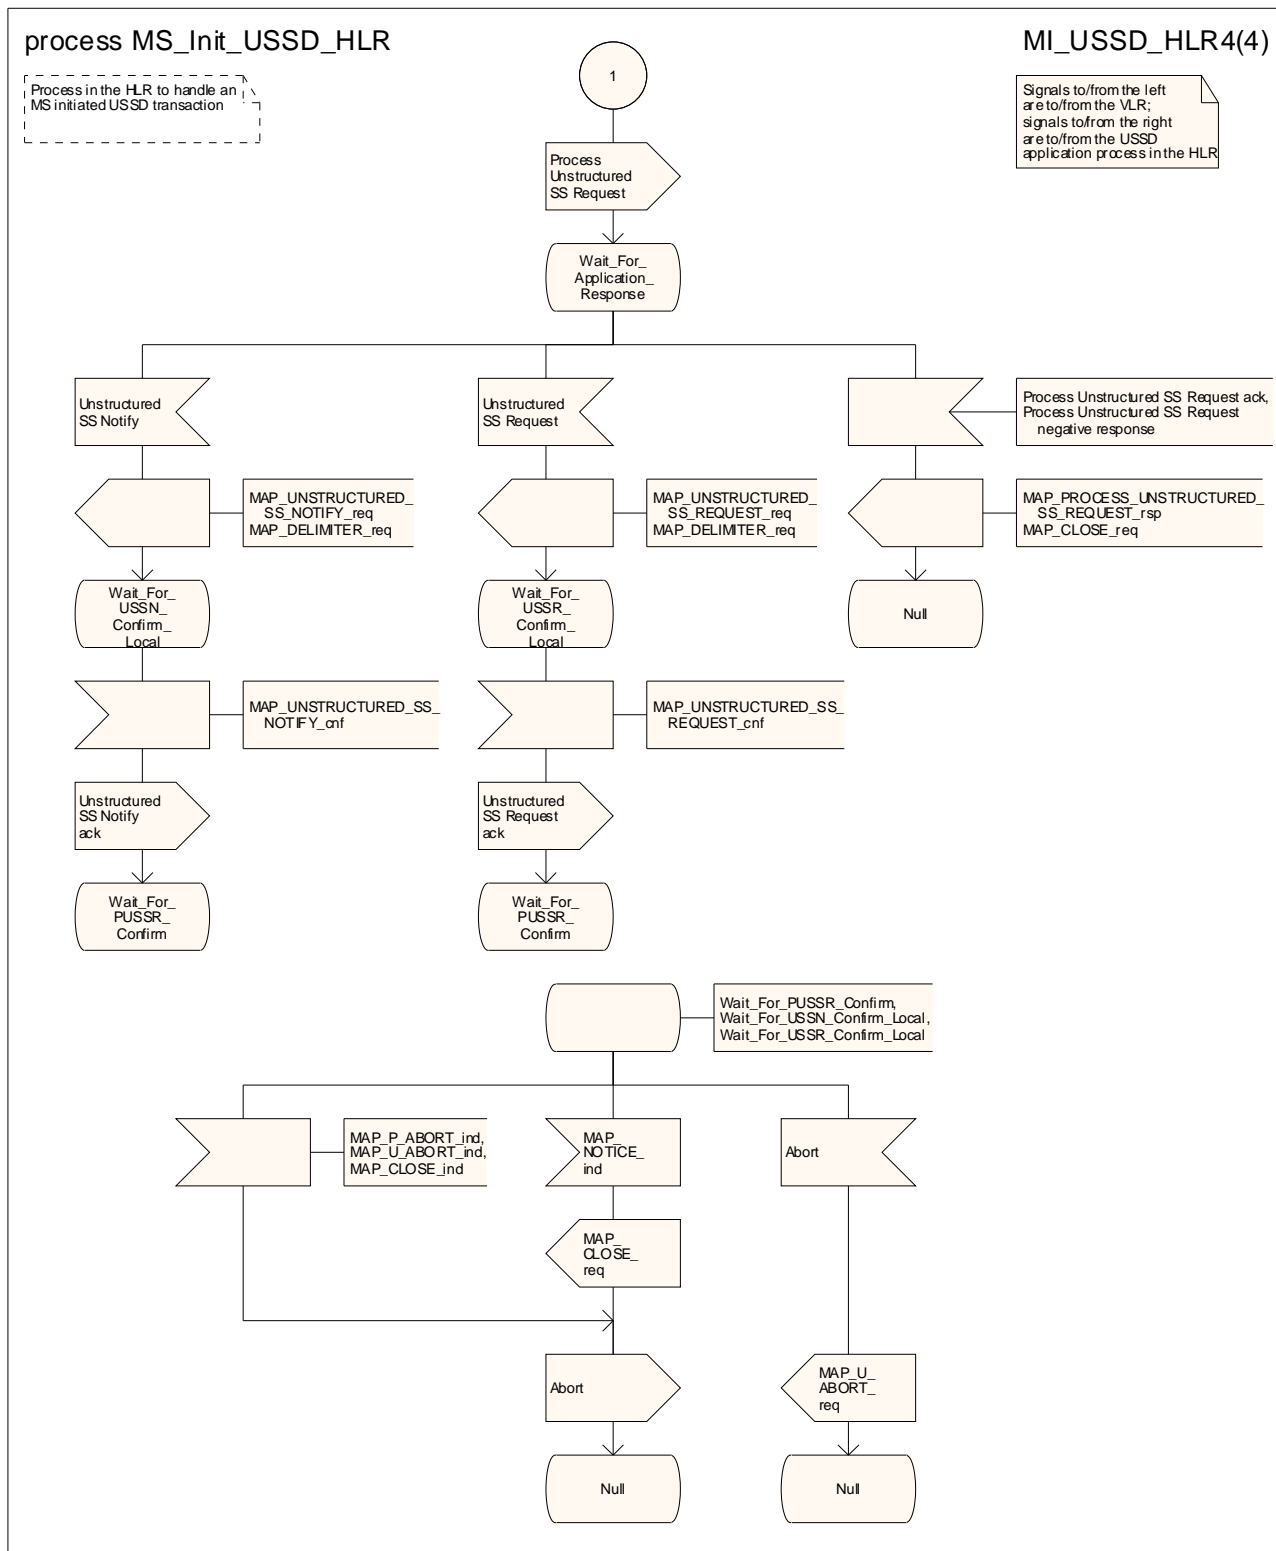 process MS_Init_USSD_HLR
MI_USSD_HLR4(4)
Process in the HLR to handle an
MS initiated USSD transaction
1
Signals to/from the left
are to/from the VLR;
signals to/from the right
are to/from the USSD
application process in the HLR
Process
Unstructured
SS Request
Wait_For_
Application_
Response
Unstructured
SS Notify
Unstructured
SS Request
Process Unstructured SS Request ack,
Process Unstructured SS Request
negative response
MAP_UNSTRUCTURED_
SS_NOTIFY_req
MAP_DELIMITER_req
MAP_UNSTRUCTURED_
SS_REQUEST_req
MAP_DELIMITER_req
MAP_PROCESS_UNSTRUCTURED_
SS_REQUEST_rsp
MAP_CLOSE_req
Wait_For_
USSN_
Confirm_
Local
Wait_For_
USSR_
Confirm_
Local
Null
MAP_UNSTRUCTURED_SS_
NOTIFY_cnf
MAP_UNSTRUCTURED_SS_
REQUEST_cnf
Unstructured
SS Notify
ack
Unstructured
SS Request
ack
Wait_For_
PUSSR_
Confirm
Wait_For_
PUSSR_
Confirm
Wait_For_PUSSR_Confirm,
Wait_For_USSN_Confirm_Local,
Wait_For_USSR_Confirm_Local
MAP_P_ABORT_ind,
MAP_U_ABORT_ind,
MAP_CLOSE_ind
MAP_
NOTICE_
ind
Abort
MAP_
CLOSE_
req
Abort
MAP_U_
ABORT_
req
Null
Null